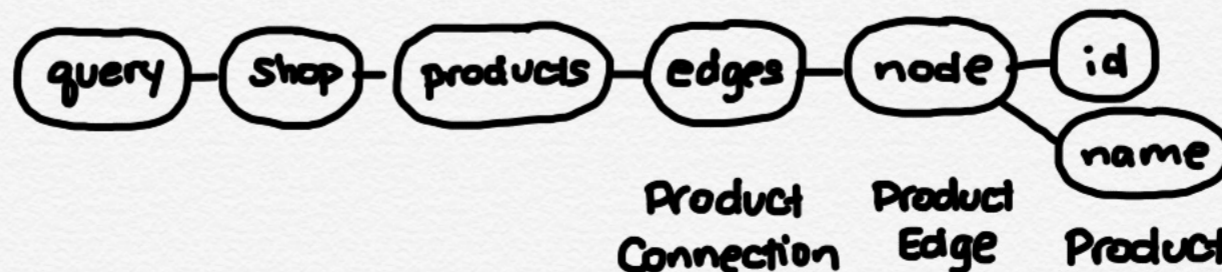 query shop products edges node id
name
Product Product
Connection Edge Product